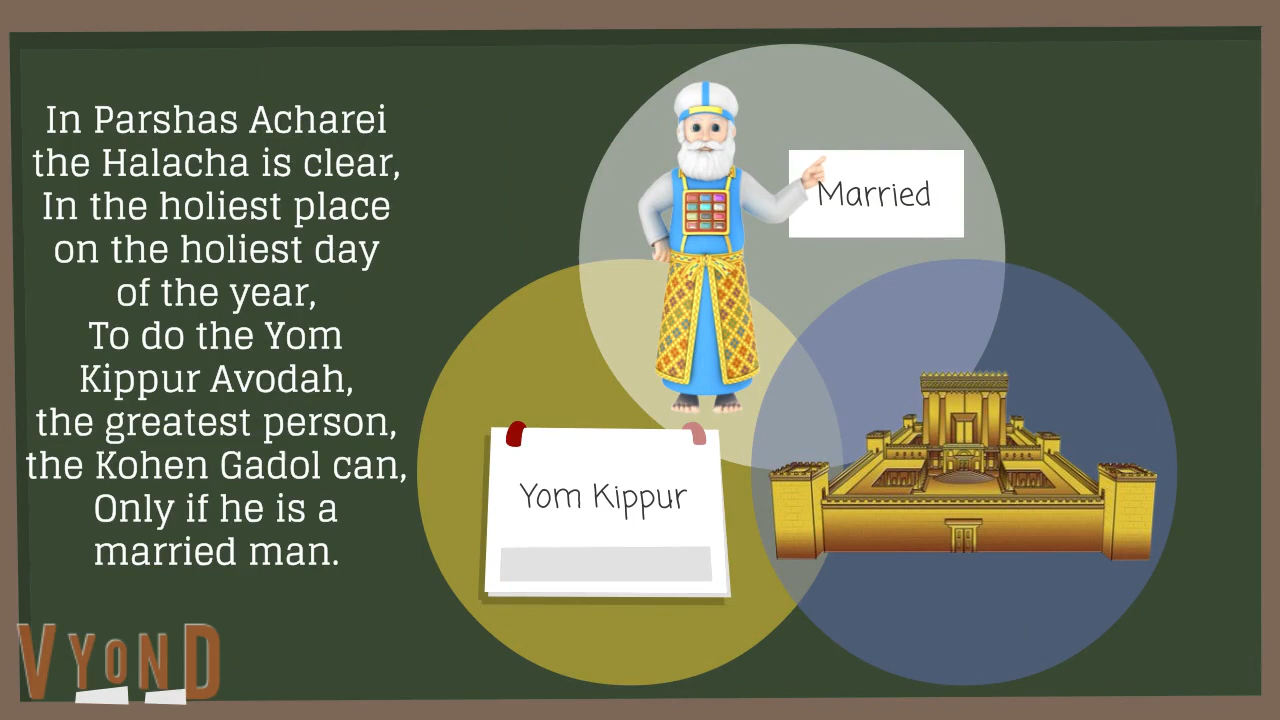 In Parshas Acharei
the Halacha is clear,
In the holiest place
on the holiest day
of the year,
To do the Yom
Kippur Avodah,
the greatest person,
the Kohen Gadol can,
Only if he is a
married man.
Married
Yom Kippur
VYOND